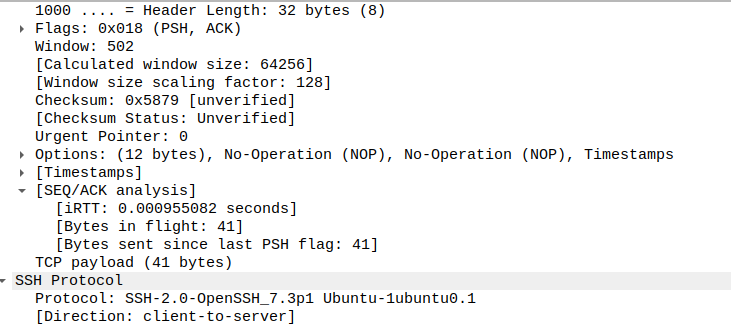 1000 .... = Header Length: 32 bytes (8)
Flags: 0x018 (PSH, ACK)
Window: 502
[Calculated window size: 64256]
[Window size scaling factor: 128]
Checksum: 0x5879 [unverified]
[Checksum Status: Unverified]
Urgent Pointer: 0
Options: (12 bytes), No-Operation (NOP), No-Operation (NOP), Timestamps
[Timestamps]
[SEQ/ACK analysis]
[iRTT: 0.000955082 seconds]
[Bytes in flight: 41]
[Bytes sent since last PSH flag: 41]
TCP payload (41 bytes)
SSH Protocol
Protocol: SSH-2.0-OpenSSH_7.3p1 Ubuntu-1ubuntu0.1
[Direction: client-to-server]